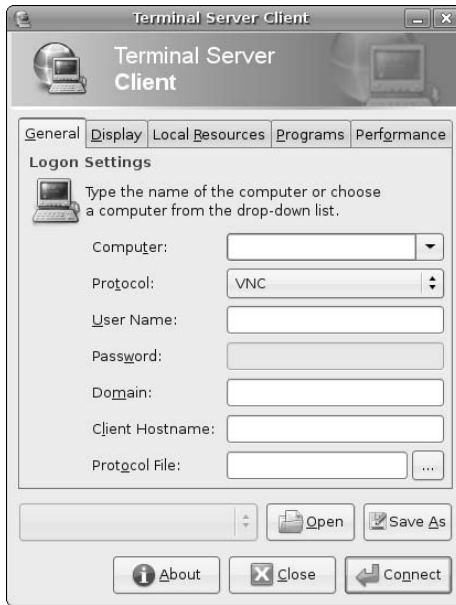 Terminal Server Client
Terminal Server
Client
General Display Local Resources Programs Performance
Logon Settings
Type the name of the computer or choose
a computer from the drop-down list.
Computer:
Protocol: VNC
User Name:
Password:
Domain:
Client Hostname:
Protocol File: ...
Open Save As
About Close Connect